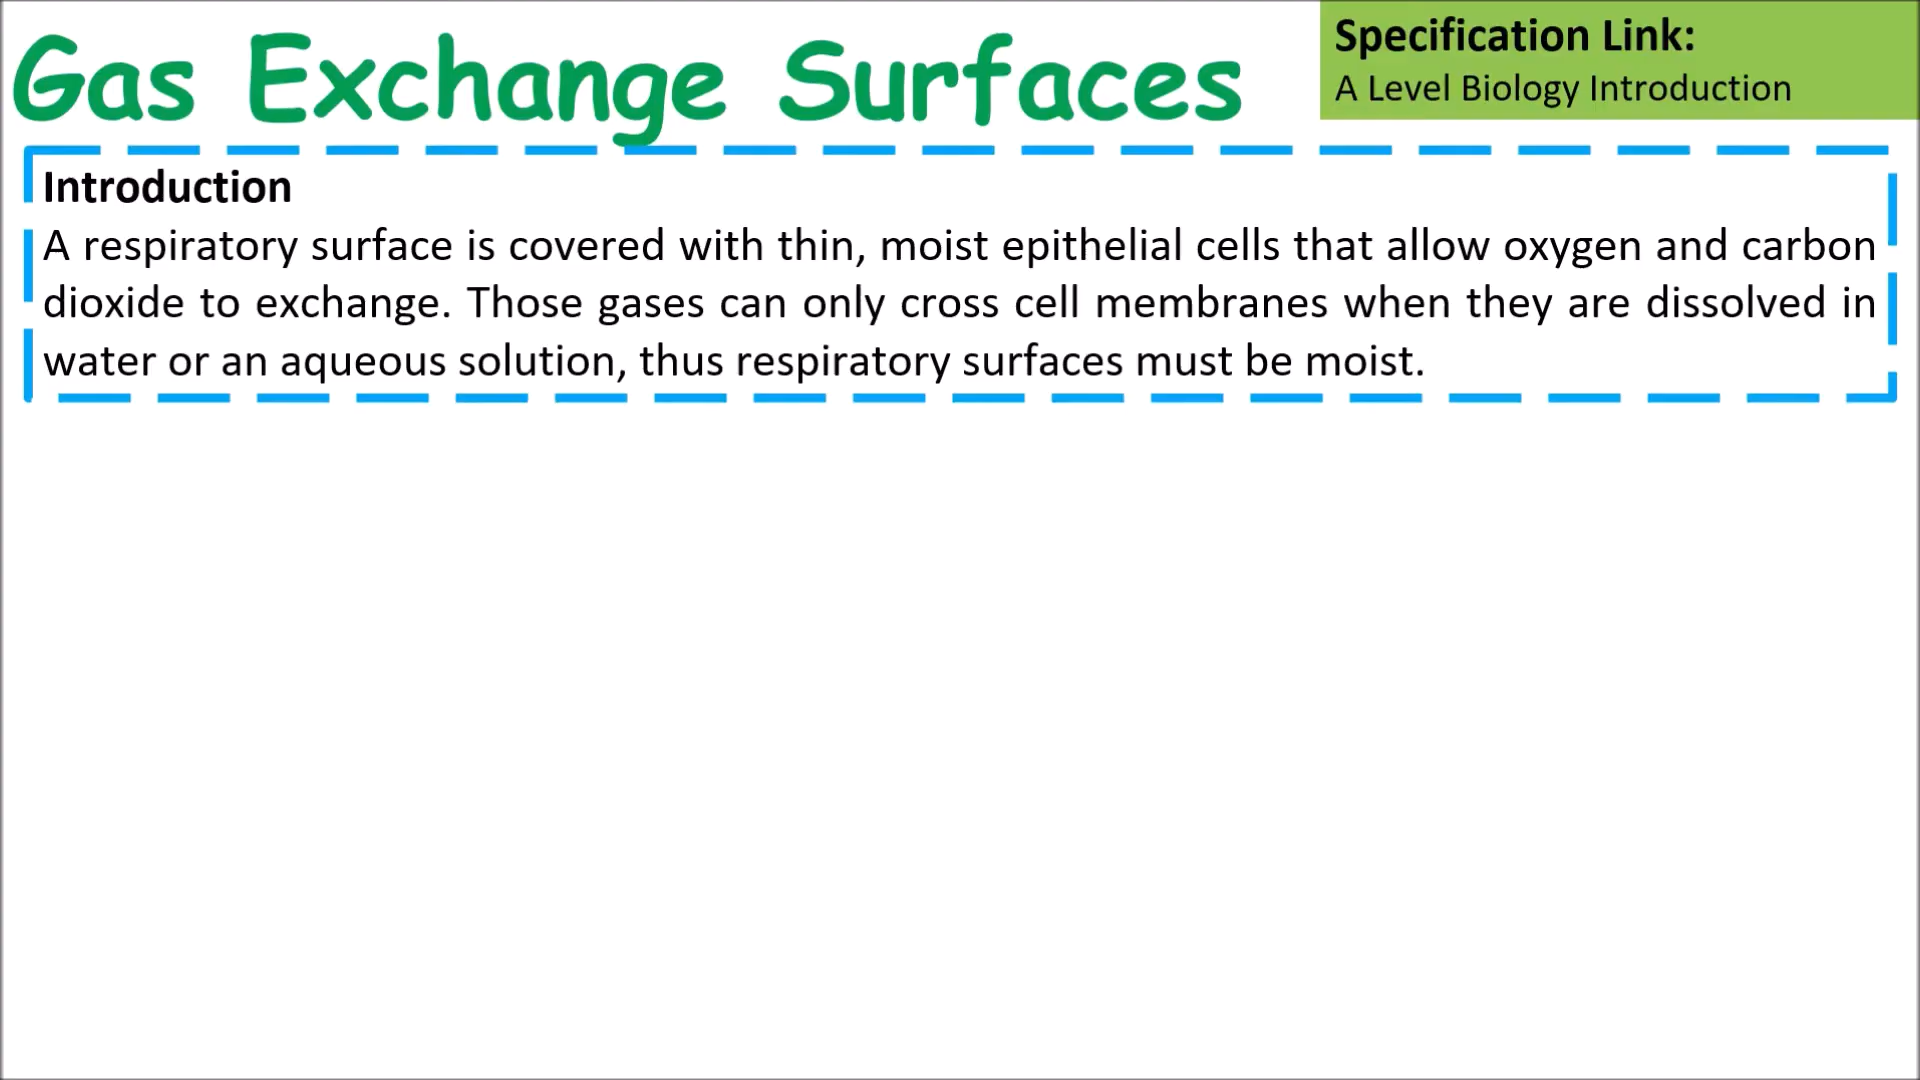 Gas Exchange Surfaces
Specification Link:
A Level Biology Introduction
Introduction
A respiratory surface is covered with thin, moist epithelial cells that allow oxygen and carbon
dioxide to exchange. Those gases can only cross cell membranes when they are dissolved in
water or an aqueous solution, thus respiratory surfaces must be moist.